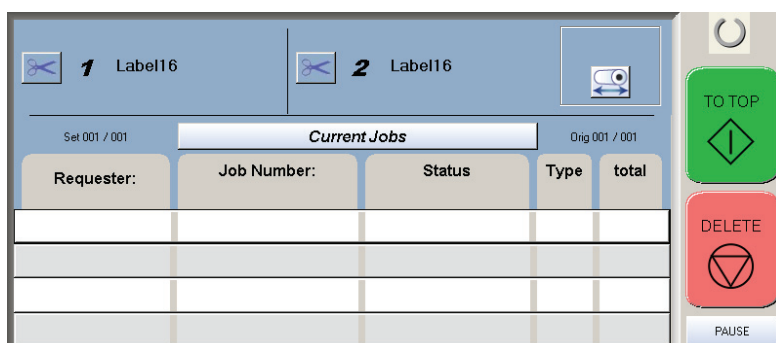 1 Label16
2 Label16
TO TOP
Set 001 / 001
Current Jobs
Orig 001 / 001
Requester:
Job Number:
Status
Type
total
DELETE
PAUSE